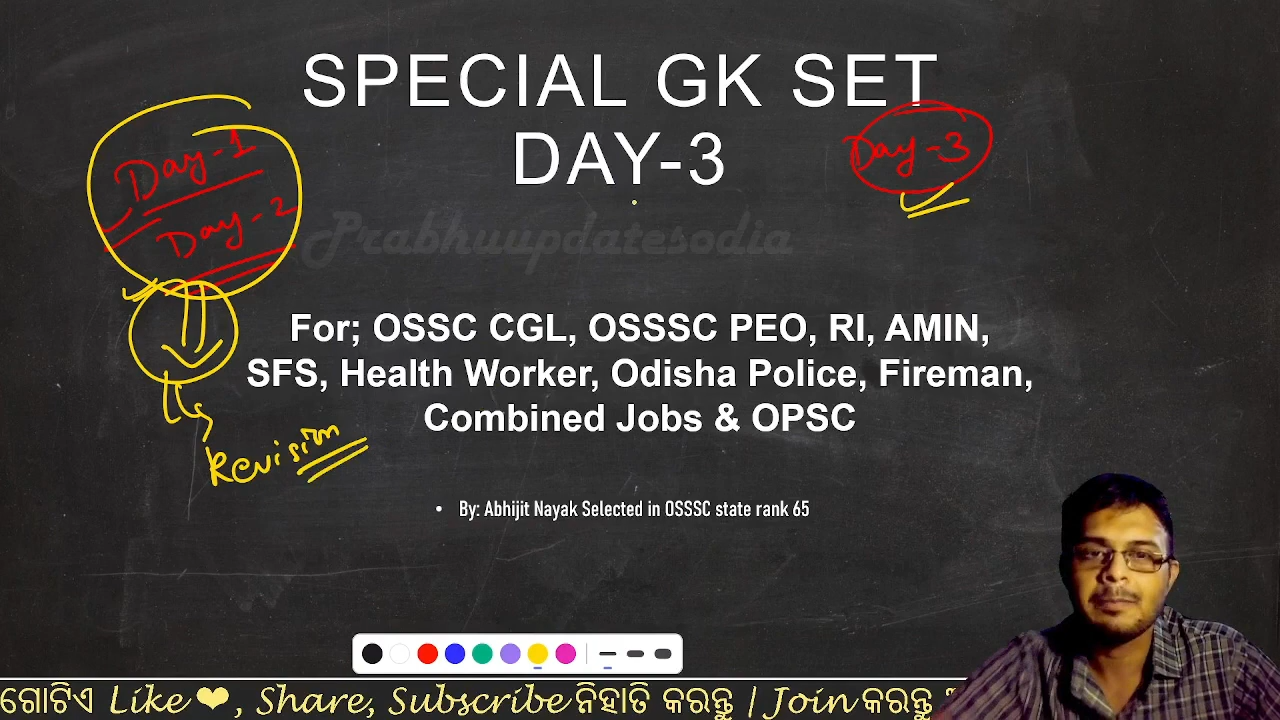 SPECIAL GK SET
DAY-3
Day-1
Day-2
Day-3
Prabhuupdatesodia
For; OSSC CGL, OSSSC PEO, RI, AMIN,
SFS, Health Worker, Odisha Police, Fireman,
Combined Jobs & OPSC
Revision
• By: Abhijit Nayak Selected in OSSSC state rank 65
ଗୋଟିଏ Like ❤, Share, Subscribe ନିହାତି କରନ୍ତୁ | Join କରନ୍ତୁ